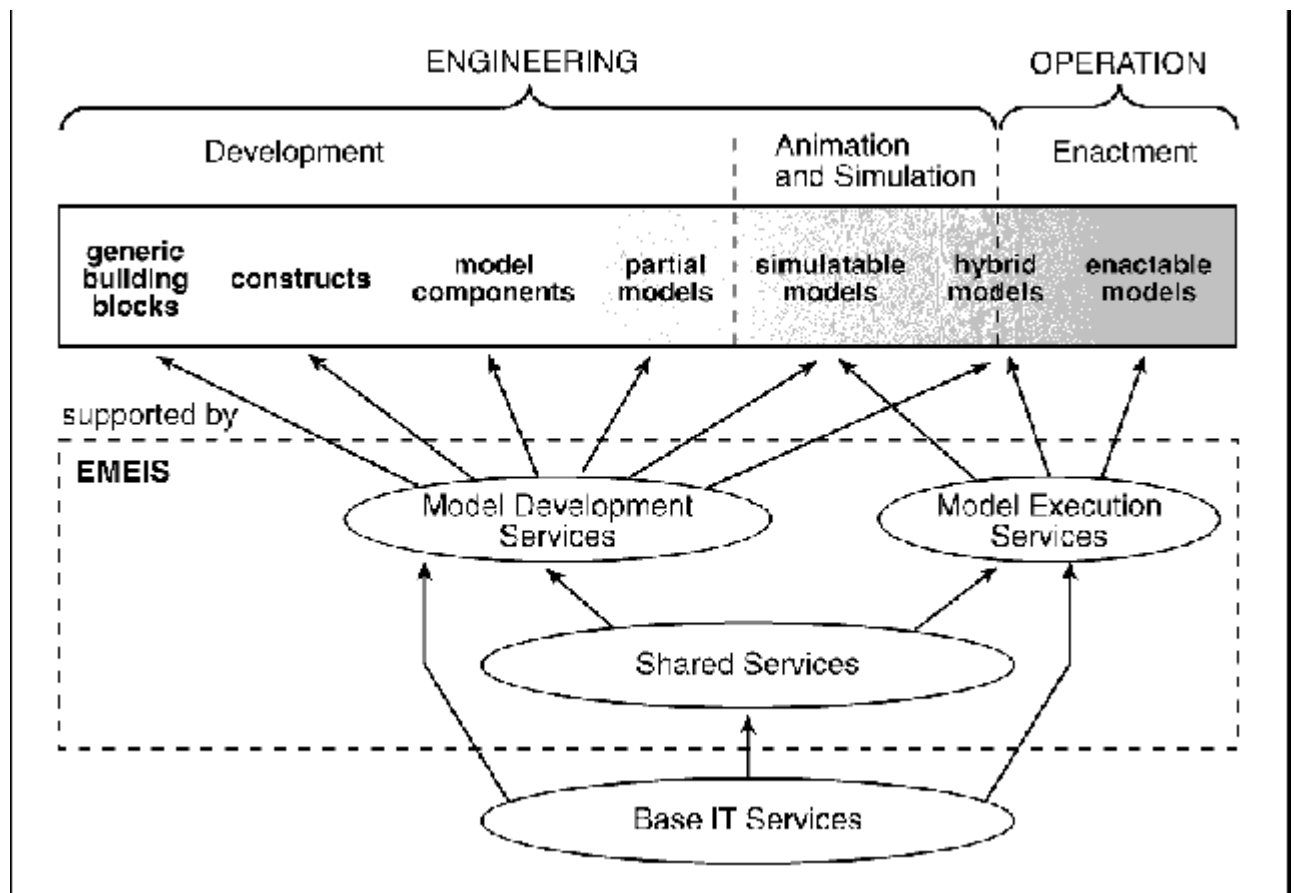 ENGINEERING
OPERATION
Development
Animation
and Simulation
Enactment
generic
building
blocks
constructs
model
components
partial
models
simulatable
models
hybrid
models
enactable
models
supported by
EMEIS
Model Development
Services
Model Execution
Services
Shared Services
Base IT Services